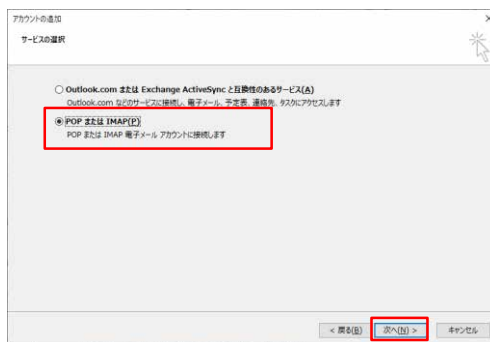 アカウントの追加
サービスの選択
Outlook.com または Exchange ActiveSync と互換性のあるサービス(A)
Outlook.com などのサービスに接続し、電子メール、予定表、連絡先、タスクにアクセスします
POP または IMAP(P)
POP または IMAP 電子メール アカウントに接続します
< 戻る(B) 次へ(N) > キャンセル